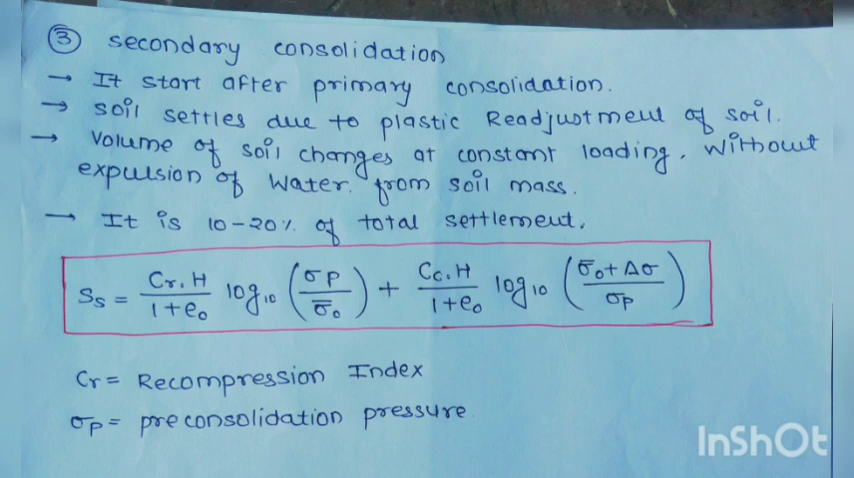 ③ secondary consolidation
→ It start after primary consolidation.
→ soil settles due to plastic Readjustment of soil.
→ Volume of soil changes at constant loading, without
expulsion of water. from soil mass.
→ It is 10-20% of total settlement.
Ss = Cr.H / 1+e₀ log₁₀ (σp / σ̄₀) + Cc.H / 1+e₀ log₁₀ (σ̄₀+Δσ / σp)
Cr = Recompression Index
σp = preconsolidation pressure
InShOt